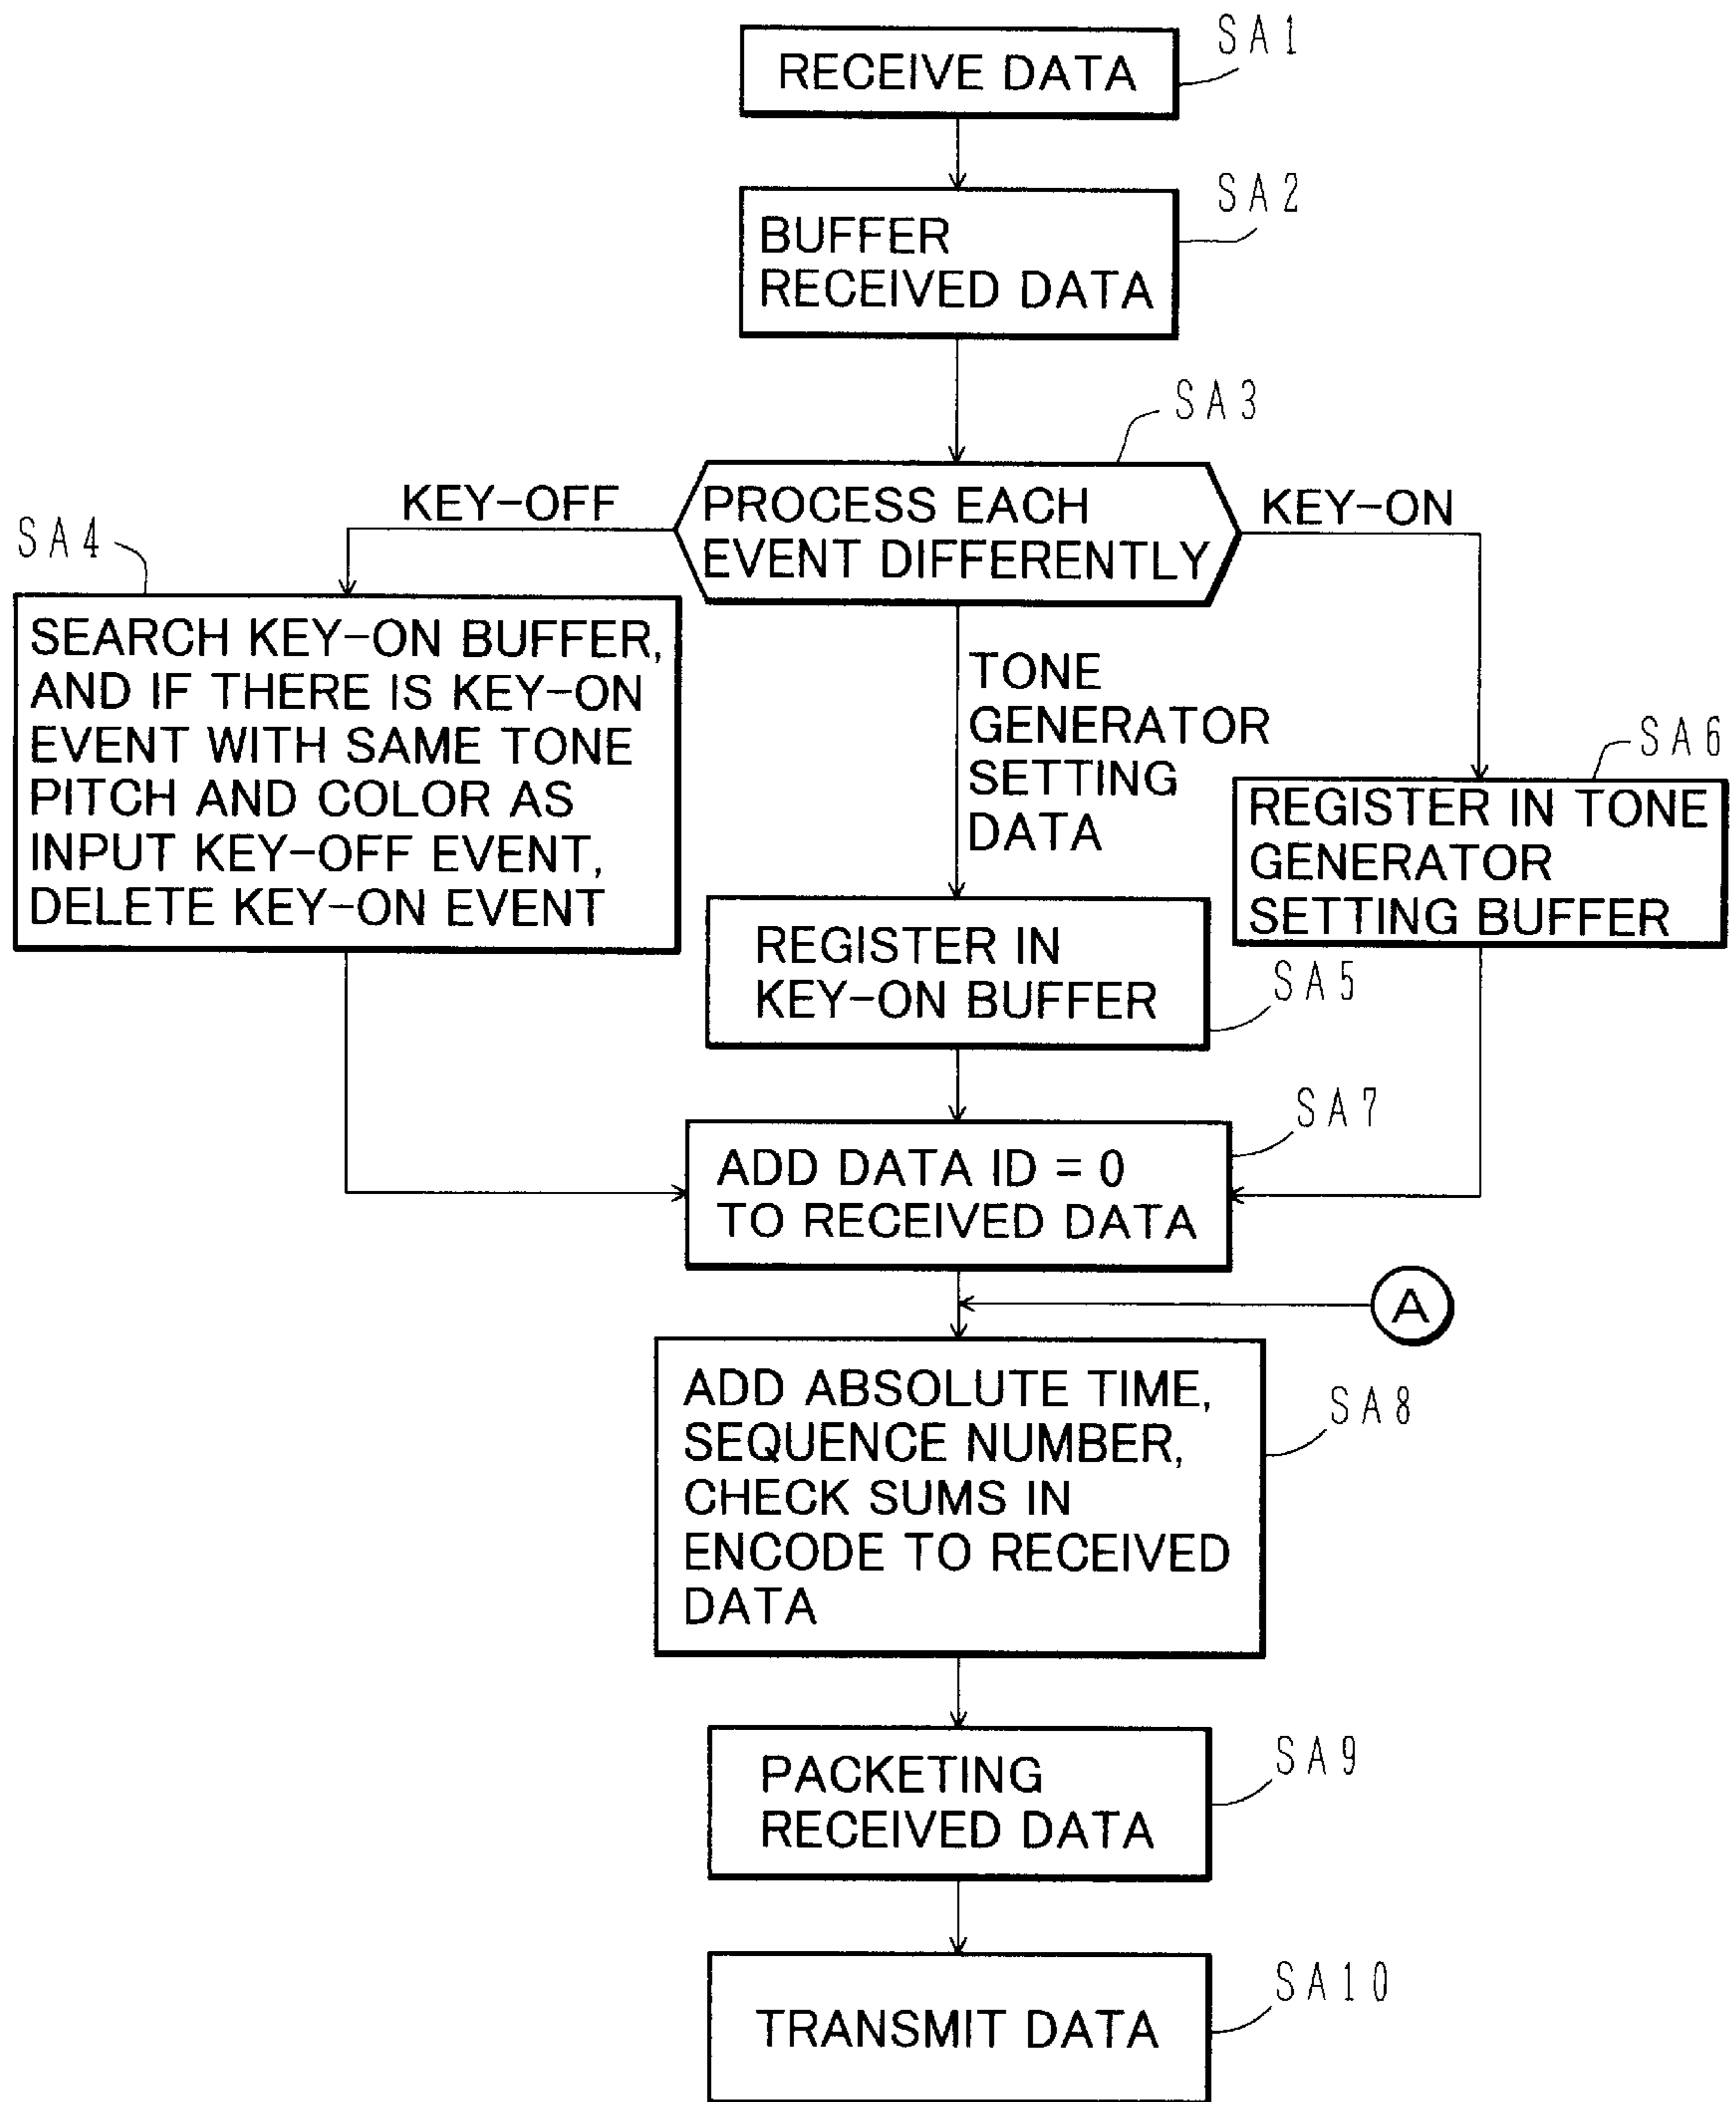 SA1
RECEIVE DATA
SA2
BUFFER
RECEIVED DATA
SA3
KEY-OFF
PROCESS EACH
EVENT DIFFERENTLY
KEY-ON
SA4
SEARCH KEY-ON BUFFER,
AND IF THERE IS KEY-ON
EVENT WITH SAME TONE
PITCH AND COLOR AS
INPUT KEY-OFF EVENT,
DELETE KEY-ON EVENT
TONE
GENERATOR
SETTING
DATA
SA6
REGISTER IN TONE
GENERATOR
SETTING BUFFER
REGISTER IN
KEY-ON BUFFER
SA5
SA7
ADD DATA ID = 0
TO RECEIVED DATA
A
ADD ABSOLUTE TIME,
SEQUENCE NUMBER,
CHECK SUMS IN
ENCODE TO RECEIVED
DATA
SA8
PACKETING
RECEIVED DATA
SA9
TRANSMIT DATA
SA10